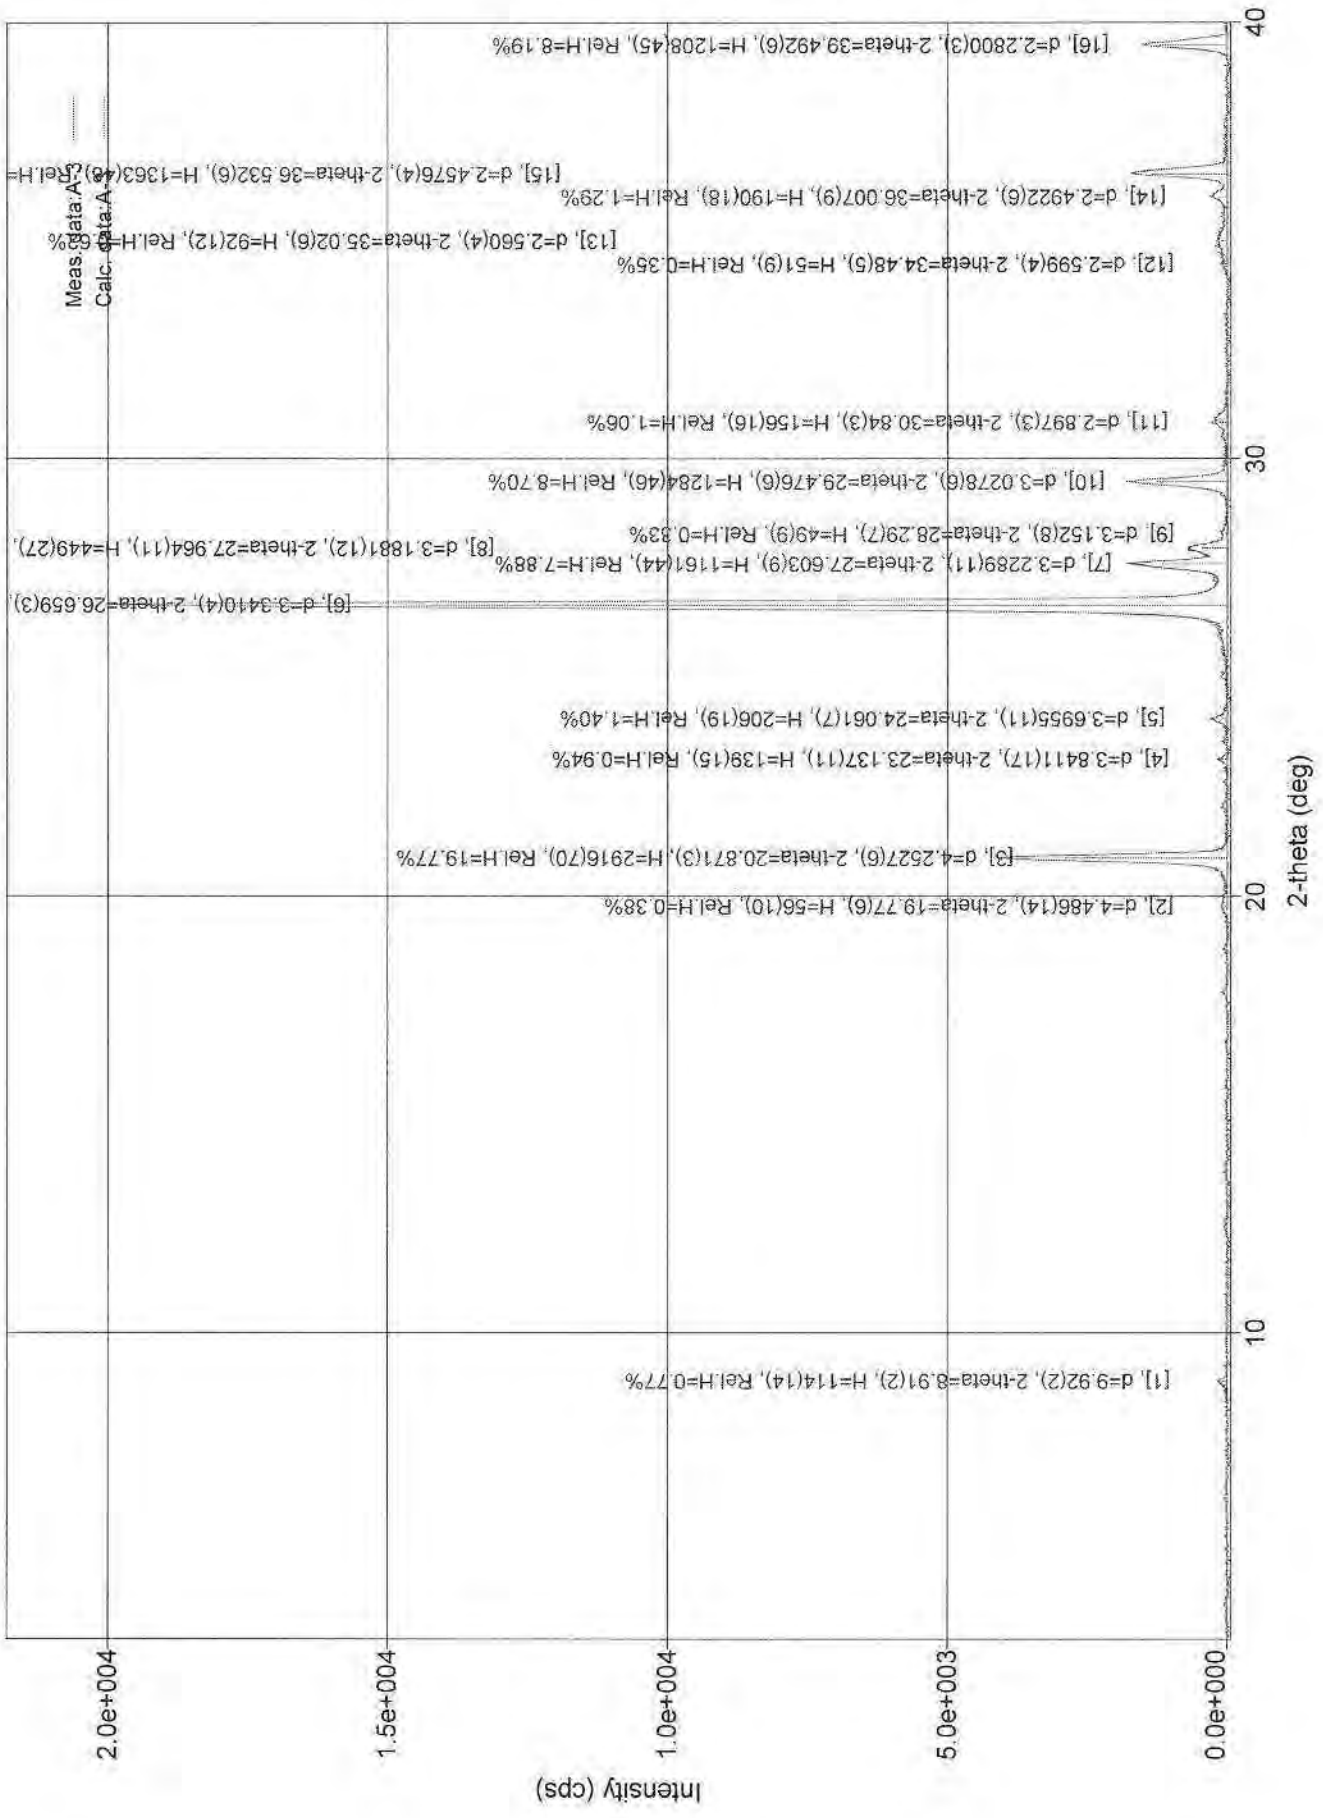 Meas. data:A-3
Calc. data:A-3
Intensity (cps)
2.0e+004
1.5e+004
1.0e+004
5.0e+003
0.0e+000
[1], d=9.92(2), 2-theta=8.91(2), H=114(14), Rel.H=0.77%
[2], d=4.486(14), 2-theta=19.77(6), H=56(10), Rel.H=0.38%
[3], d=4.2527(6), 2-theta=20.871(3), H=2916(70), Rel.H=19.77%
[4], d=3.8411(17), 2-theta=23.137(11), H=139(15), Rel.H=0.94%
[5], d=3.6955(11), 2-theta=24.061(7), H=206(19), Rel.H=1.40%
[6], d=3.3410(4), 2-theta=26.659(3),
[7], d=3.2289(11), 2-theta=27.603(9), H=1161(44), Rel.H=7.88%
[8], d=3.1881(12), 2-theta=27.964(11), H=449(27),
[9], d=3.152(8), 2-theta=28.29(7), H=49(9), Rel.H=0.33%
[10], d=3.0278(6), 2-theta=29.476(6), H=1284(46), Rel.H=8.70%
[11], d=2.897(3), 2-theta=30.84(3), H=156(16), Rel.H=1.06%
[12], d=2.599(4), 2-theta=34.48(5), H=51(9), Rel.H=0.35%
[13], d=2.560(4), 2-theta=35.02(6), H=92(12),
[14], d=2.4922(6), 2-theta=36.007(9), H=190(18), Rel.H=1.29%
[15], d=2.4576(4), 2-theta=36.532(6), H=1363(48), Rel.H=
[16], d=2.2800(3), 2-theta=39.492(6), H=1208(45), Rel.H=8.19%
10
20
30
40
2-theta (deg)